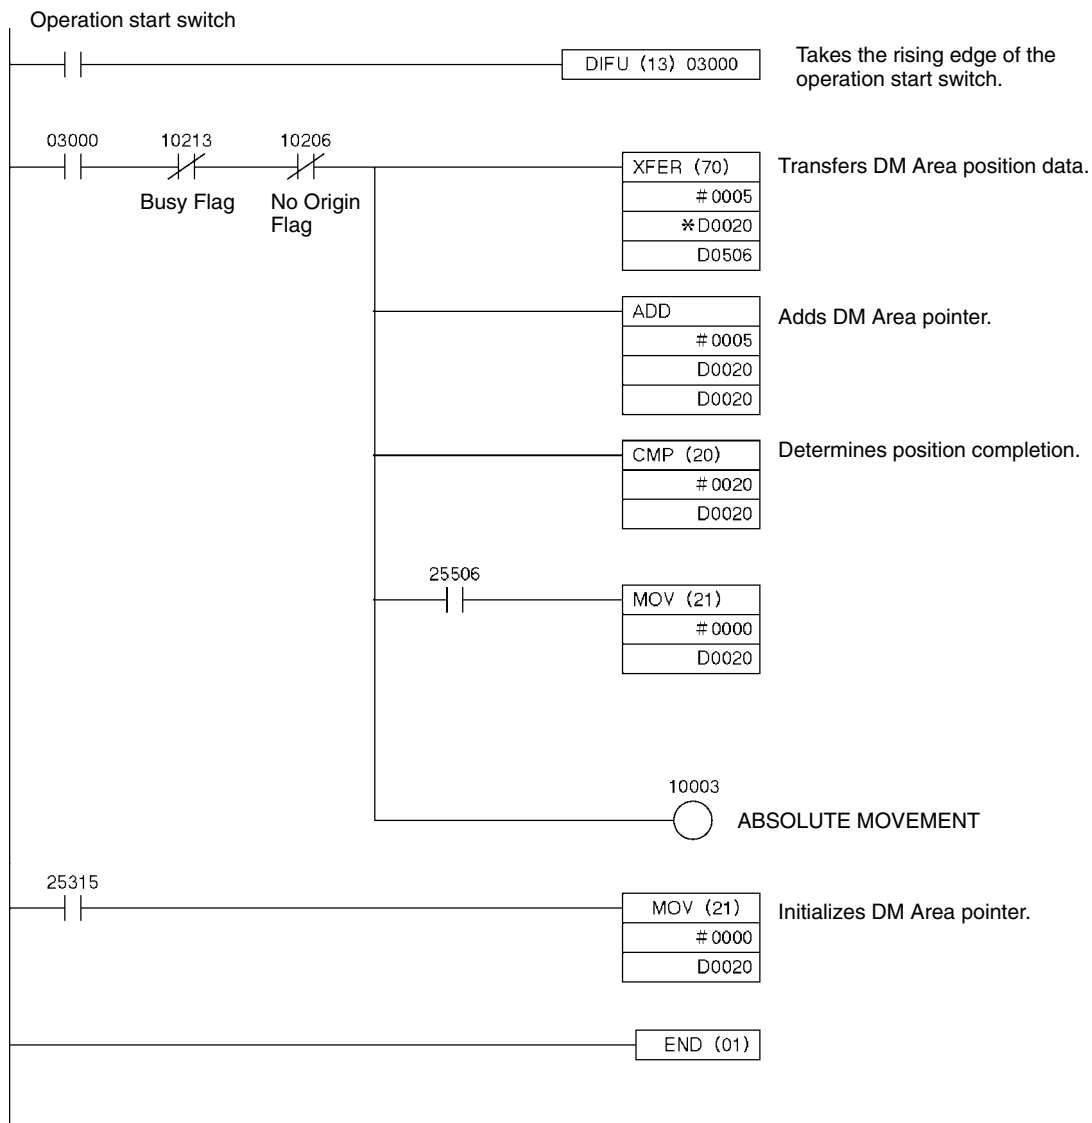 Operation start switch
DIFU (13) 03000
Takes the rising edge of the
operation start switch.
03000
10213
10206
Busy Flag
No Origin
Flag
XFER (70)
#0005
*D0020
D0506
Transfers DM Area position data.
ADD
#0005
D0020
D0020
Adds DM Area pointer.
CMP (20)
#0020
D0020
Determines position completion.
25506
MOV (21)
#0000
D0020
10003
ABSOLUTE MOVEMENT
25315
MOV (21)
#0000
D0020
Initializes DM Area pointer.
END (01)